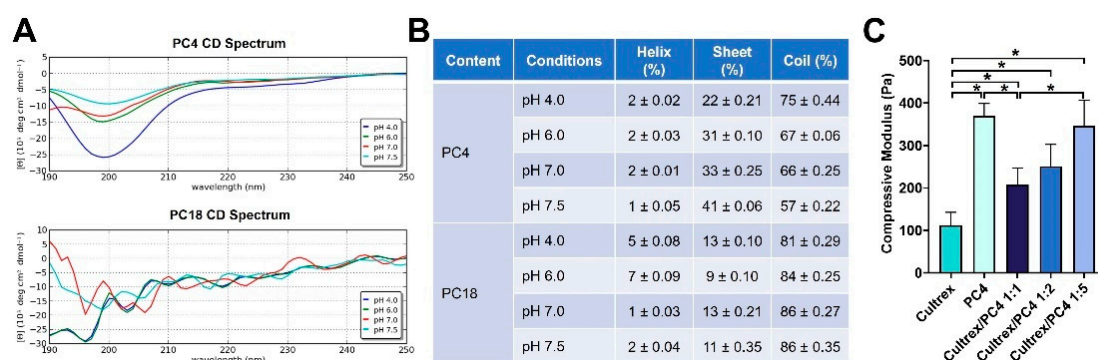 A
PC4 CD Spectrum
[Θ] (10³ deg cm² dmol⁻¹)
5
0
−5
−10
−15
−20
−25
−30
pH 4.0
pH 6.0
pH 7.0
pH 7.5
190 200 210 220 230 240 250
wavelength (nm)
PC18 CD Spectrum
[Θ] (10³ deg cm² dmol⁻¹)
10
5
0
−5
−10
−15
−20
−25
−30
pH 4.0
pH 6.0
pH 7.0
pH 7.5
190 200 210 220 230 240 250
wavelength (nm)
B
Content Conditions Helix (%) Sheet (%) Coil (%)
PC4
pH 4.0 2 ± 0.02 22 ± 0.21 75 ± 0.44
pH 6.0 2 ± 0.03 31 ± 0.10 67 ± 0.06
pH 7.0 2 ± 0.01 33 ± 0.25 66 ± 0.25
pH 7.5 1 ± 0.05 41 ± 0.06 57 ± 0.22
PC18
pH 4.0 5 ± 0.08 13 ± 0.10 81 ± 0.29
pH 6.0 7 ± 0.09 9 ± 0.10 84 ± 0.25
pH 7.0 1 ± 0.03 13 ± 0.21 86 ± 0.27
pH 7.5 2 ± 0.04 11 ± 0.35 86 ± 0.35
C
Compressive Modulus (Pa)
500
400
300
200
100
0
*
*
*
* * *
Cultrex
PC4
Cultrex/PC4 1:1
Cultrex/PC4 1:2
Cultrex/PC4 1:5